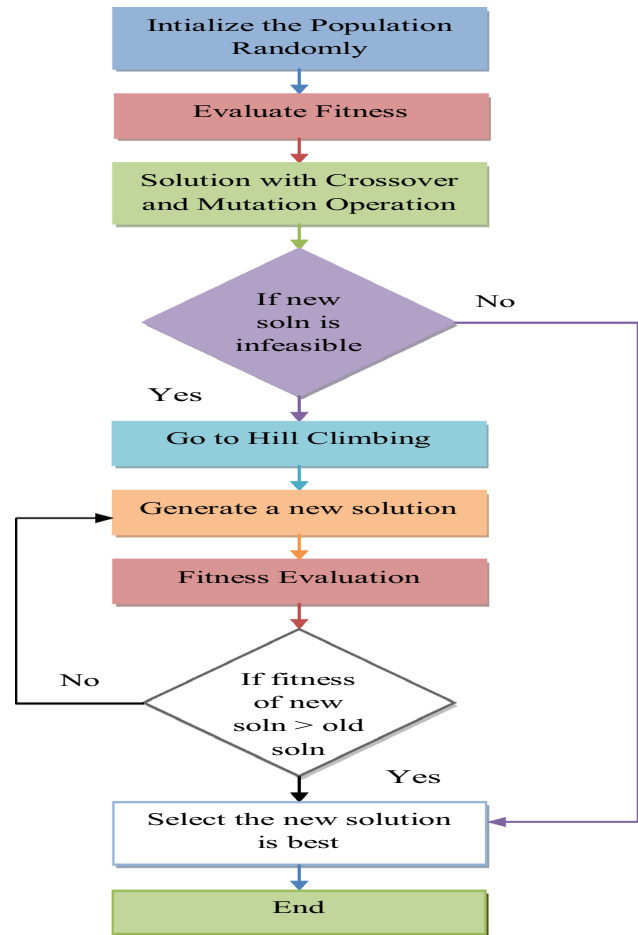 Intialize the Population
Randomly
Evaluate Fitness
Solution with Crossover
and Mutation Operation
If new
soln is
infeasible
No
Yes
Go to Hill Climbing
Generate a new solution
Fitness Evaluation
If fitness
of new
soln > old
soln
No
Yes
Select the new solution
is best
End